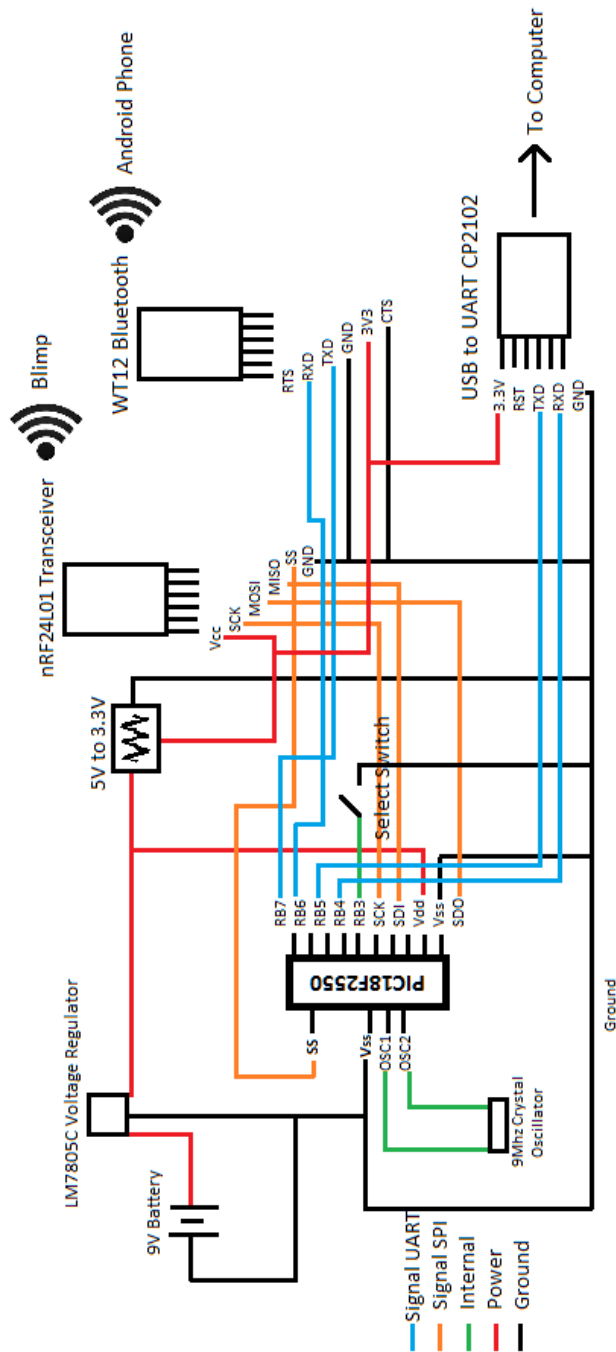 Blimp
Android Phone
nRF24L01 Transceiver
WT12 Bluetooth
LM7805C Voltage Regulator
5V to 3.3V
9V Battery
Vcc
SCK
MOSI
MISO
SS
GND
RTS
RXD
TXD
GND
3V3
CTS
SS
Vss
OSC1
OSC2
PIC18F2550
RB7
RB6
RB5
RB4
RB3
SCK
SDI
Vdd
Vss
SDO
Select Switch
9Mhz Crystal
Oscillator
USB to UART CP2102
3.3V
RST
TXD
RXD
GND
To Computer
Ground
Signal UART
Signal SPI
Internal
Power
Ground